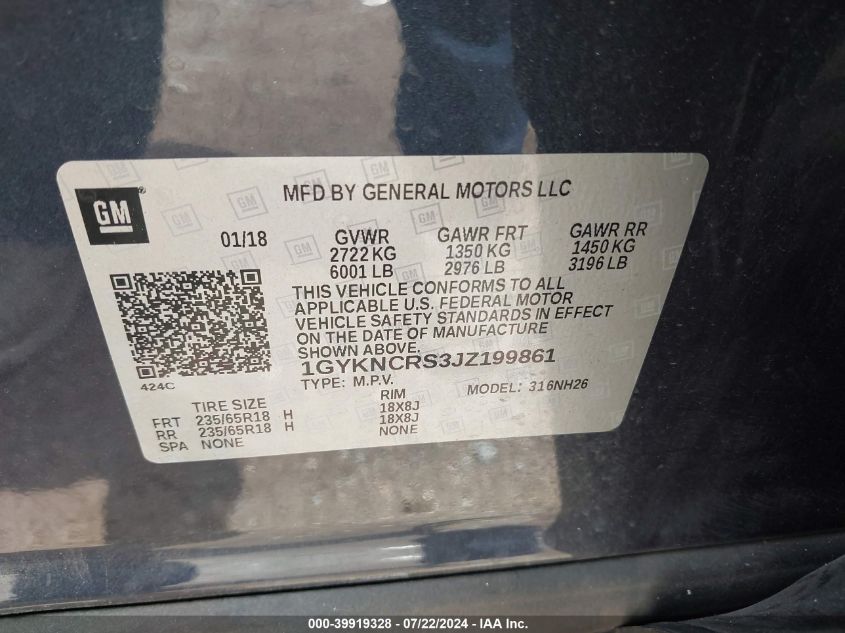 GM
MFD BY GENERAL MOTORS LLC
01/18 GVWR GAWR FRT GAWR RR
2722 KG 1350 KG 1450 KG
6001 LB 2976 LB 3196 LB
THIS VEHICLE CONFORMS TO ALL
APPLICABLE U.S. FEDERAL MOTOR
VEHICLE SAFETY STANDARDS IN EFFECT
ON THE DATE OF MANUFACTURE
SHOWN ABOVE.
1GYKNCRS3JZ199861
424C TYPE: M.P.V. MODEL: 316NH26
TIRE SIZE RIM
FRT 235/65R18 H 18X8J
RR 235/65R18 H 18X8J
SPA NONE NONE
000-39919328 - 07/22/2024 - IAA Inc.